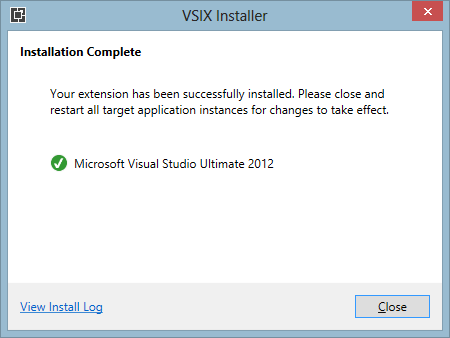 VSIX Installer
Installation Complete
Your extension has been successfully installed. Please close and
restart all target application instances for changes to take effect.
Microsoft Visual Studio Ultimate 2012
View Install Log
Close